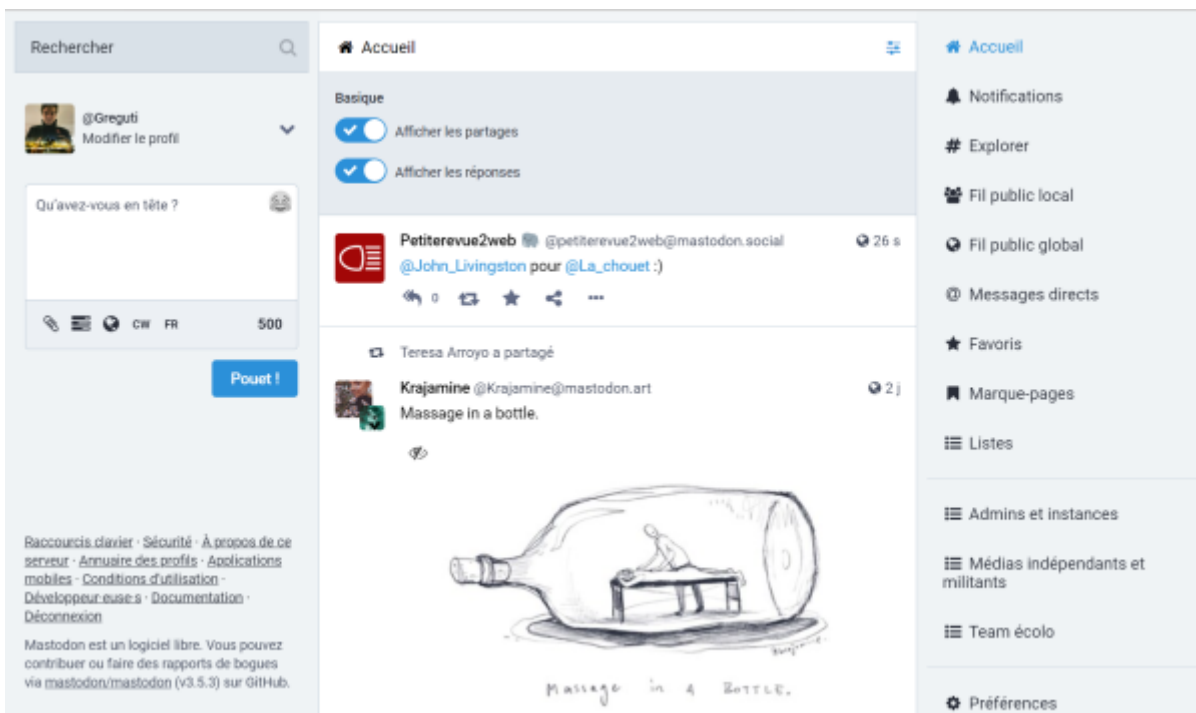 Rechercher
@Greguti
Modifier le profil
Qu'avez-vous en tête ?
CW FR 500
Pouet !
Raccourcis clavier · Sécurité · À propos de ce
serveur · Annuaire des profils · Applications
mobiles · Conditions d'utilisation ·
Développeur·euse·s · Documentation ·
Déconnexion
Mastodon est un logiciel libre. Vous pouvez
contribuer ou faire des rapports de bogues
via mastodon/mastodon (v3.5.3) sur GitHub.
Accueil
Basique
Afficher les partages
Afficher les réponses
Petiterevue2web @petiterevue2web@mastodon.social 26 s
@John_Livingston pour @La_chouet :)
0
Teresa Arroyo a partagé
Krajamine @Krajamine@mastodon.art 2 j
Massage in a bottle.
Krajamine.
Massage in a BOTTLE.
Accueil
Notifications
# Explorer
Fil public local
Fil public global
@ Messages directs
Favoris
Marque-pages
Listes
Admins et instances
Médias indépendants et
militants
Team écolo
Préférences